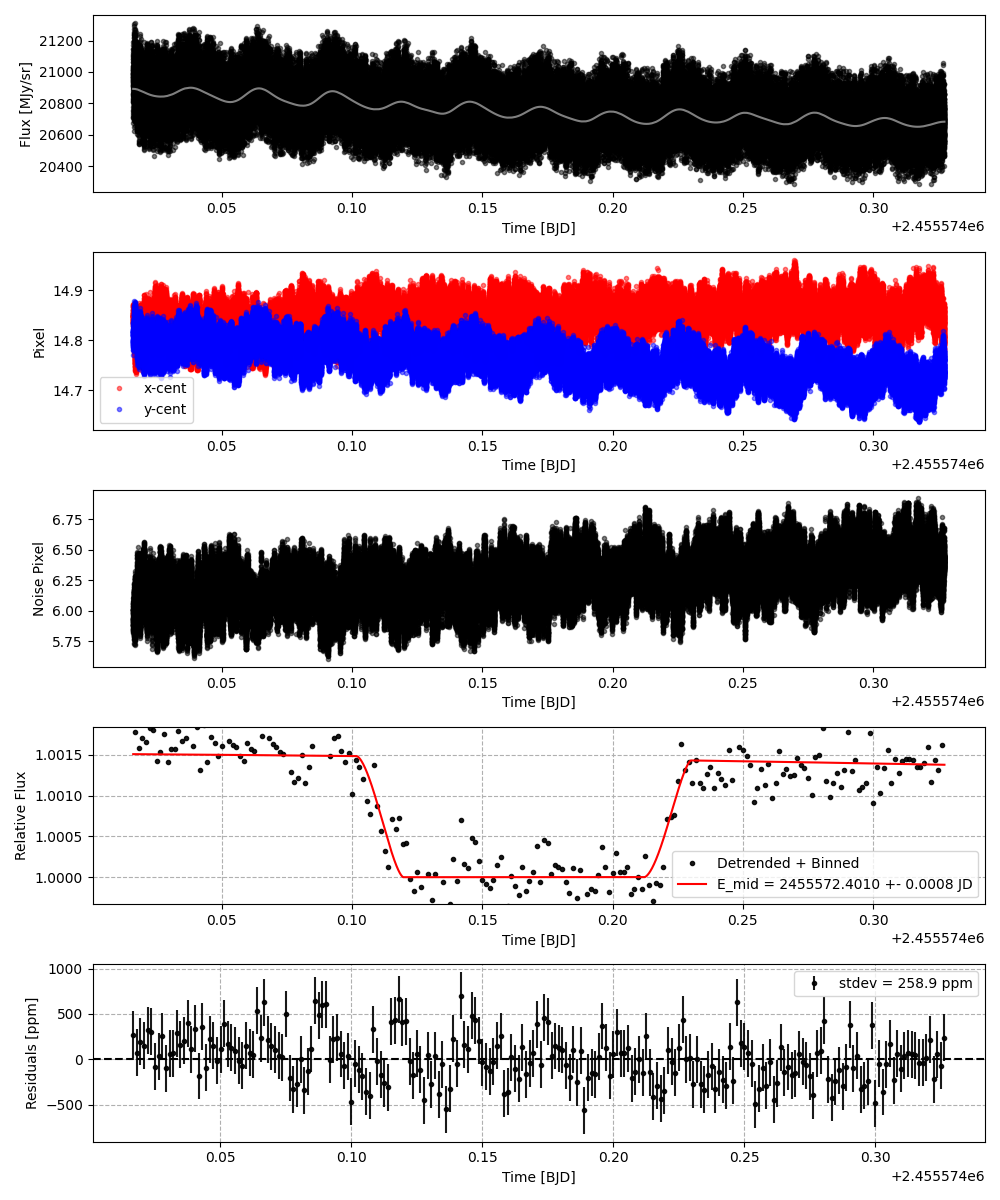 21200
21000
20800
20600
20400
Flux [MJy/sr]
0.05
0.10
0.15
0.20
0.25
0.30
+2.455574e6
Time [BJD]
14.9
14.8
14.7
Pixel
x-cent
y-cent
0.05
0.10
0.15
0.20
0.25
0.30
+2.455574e6
Time [BJD]
6.75
6.50
6.25
6.00
5.75
Noise Pixel
0.05
0.10
0.15
0.20
0.25
0.30
+2.455574e6
Time [BJD]
1.0015
1.0010
1.0005
1.0000
Relative Flux
Detrended + Binned
E_mid = 2455572.4010 +- 0.0008 JD
0.05
0.10
0.15
0.20
0.25
0.30
+2.455574e6
Time [BJD]
1000
500
0
−500
Residuals [ppm]
stdev = 258.9 ppm
0.05
0.10
0.15
0.20
0.25
0.30
+2.455574e6
Time [BJD]